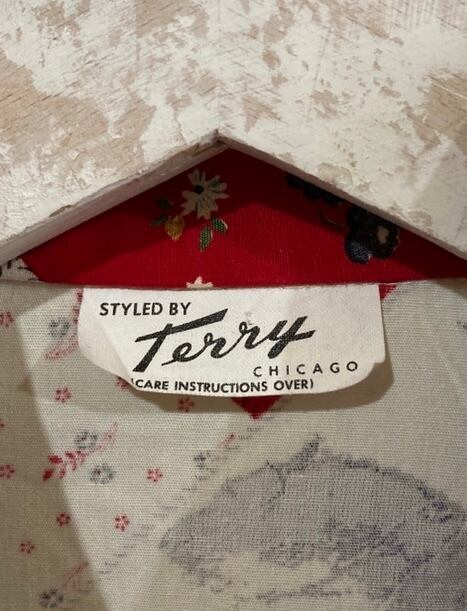 STYLED BY
Terry
CHICAGO
(CARE INSTRUCTIONS OVER)